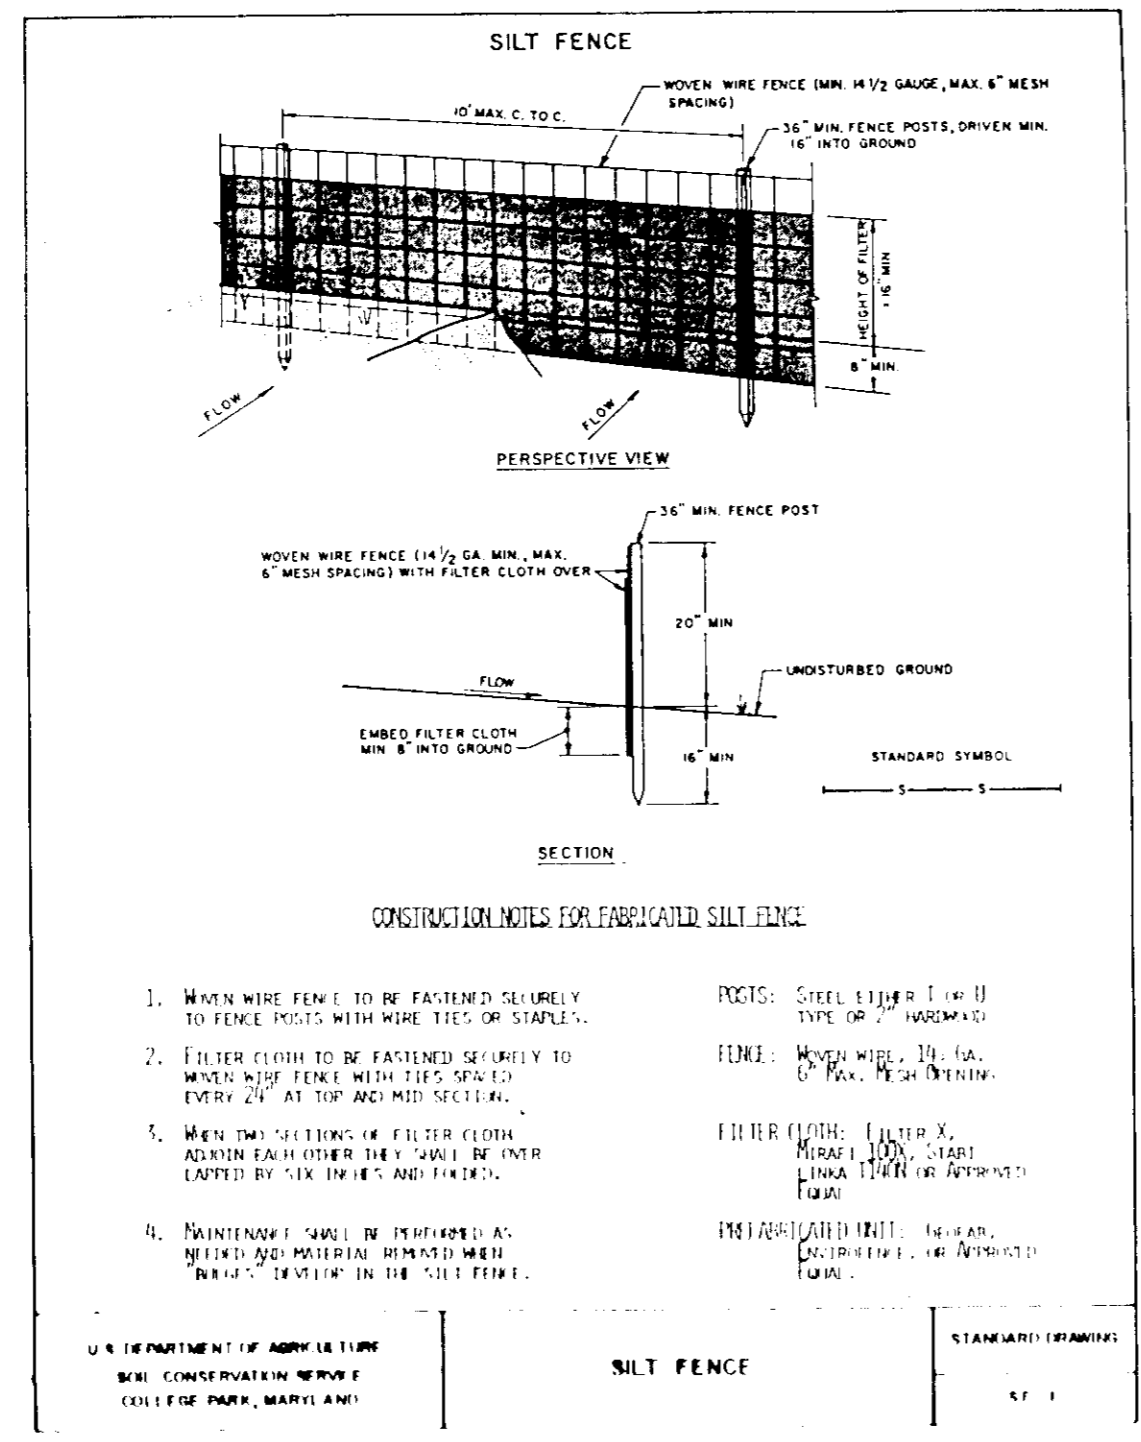 SILT FENCE
WOVEN WIRE FENCE (MIN. 14 1/2 GAUGE, MAX. 6" MESH
SPACING)
10' MAX. C. TO C.
36" MIN. FENCE POSTS, DRIVEN MIN.
16" INTO GROUND
HEIGHT OF FILTER
= 16" MIN
8" MIN.
FLOW
FLOW
PERSPECTIVE VIEW
36" MIN. FENCE POST
WOVEN WIRE FENCE (14 1/2 GA. MIN., MAX.
6" MESH SPACING) WITH FILTER CLOTH OVER
20" MIN
UNDISTURBED GROUND
FLOW
EMBED FILTER CLOTH
MIN. 8" INTO GROUND
16" MIN
STANDARD SYMBOL
S S
SECTION
CONSTRUCTION NOTES FOR FABRICATED SILT FENCE
1. WOVEN WIRE FENCE TO BE FASTENED SECURELY
TO FENCE POSTS WITH WIRE TIES OR STAPLES.
2. FILTER CLOTH TO BE FASTENED SECURELY TO
WOVEN WIRE FENCE WITH TIES SPACED
EVERY 24" AT TOP AND MID SECTION.
3. WHEN TWO SECTIONS OF FILTER CLOTH
ADJOIN EACH OTHER THEY SHALL BE OVER
LAPPED BY SIX INCHES AND FOLDED.
4. MAINTENANCE SHALL BE PERFORMED AS
NEEDED AND MATERIAL REMOVED WHEN
"BULGES" DEVELOP IN THE SILT FENCE.
POSTS: STEEL EITHER T OR U
TYPE OR 2" HARDWOOD
FENCE: WOVEN WIRE, GA.
6" MAX. MESH OPENING
FILTER CLOTH: FILTER X,
MIRAFI 100X, STABI
LINKA T140N OR APPROVED
EQUAL
PREFABRICATED UNIT: GEOFAB,
ENVIROFENCE, OR APPROVED
EQUAL.
U S DEPARTMENT OF AGRICULTURE
SOIL CONSERVATION SERVICE
COLLEGE PARK, MARYLAND
SILT FENCE
STANDARD DRAWING
SF 1